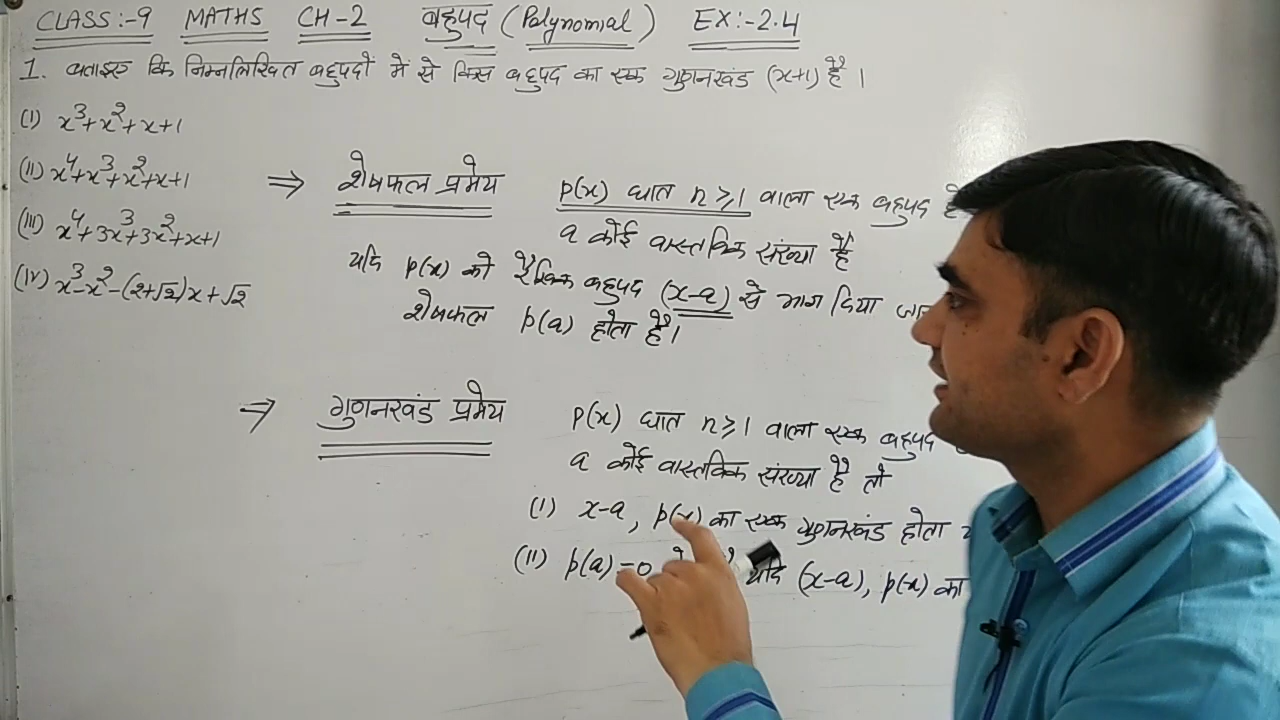 CLASS:-9 MATHS CH-2 बहुपद (Polynomial) EX:-2.4
1. बताइए कि निम्नलिखित बहुपदों में से किस बहुपद का एक गुणनखंड (x+1) है।
(I) x³+x²+x+1
(II) x⁴+x³+x²+x+1
(III) x⁴+3x³+3x²+x+1
(IV) x³-x²-(2+√2)x+√2
⇒ शेषफल प्रमेय p(x) घात n≥1 वाला एक बहुपद है
a कोई वास्तविक संख्या है
यदि p(x) को रैखिक बहुपद (x-a) से भाग दिया
शेषफल p(a) होता है।
⇒ गुणनखंड प्रमेय p(x) घात n≥1 वाला एक बहुपद
a कोई वास्तविक संख्या है तो
(I) x-a, p(x) का एक गुणनखंड होता
(II) p(a)=0 यदि (x-a), p(x) का